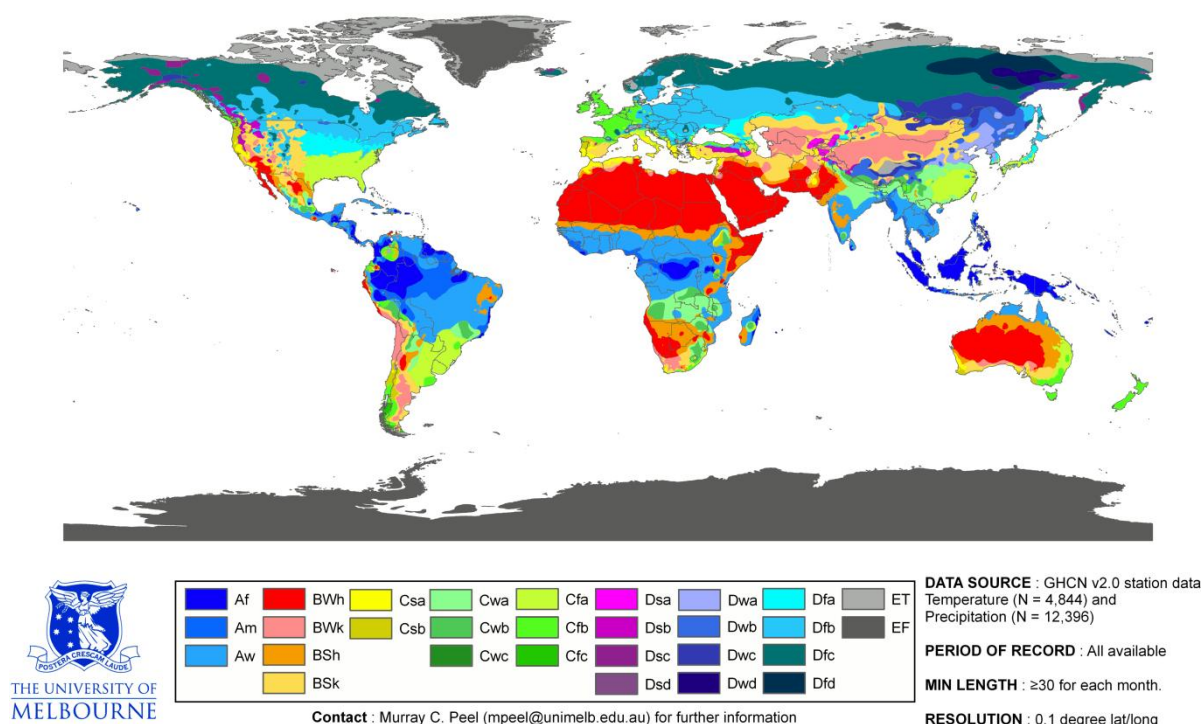 Af
BWh
Csa
Cwa
Cfa
Dsa
Dwa
Dfa
ET
Am
BWk
Csb
Cwb
Cfb
Dsb
Dwb
Dfb
EF
Aw
BSh
Cwc
Cfc
Dsc
Dwc
Dfc
BSk
Dsd
Dwd
Dfd
DATA SOURCE : GHCN v2.0 station data
Temperature (N = 4,844) and
Precipitation (N = 12,396)
PERIOD OF RECORD : All available
MIN LENGTH : ≥30 for each month.
RESOLUTION : 0.1 degree lat/long
POSTERA CRESCAM LAUDE
THE UNIVERSITY OF
MELBOURNE
Contact : Murray C. Peel (mpeel@unimelb.edu.au) for further information